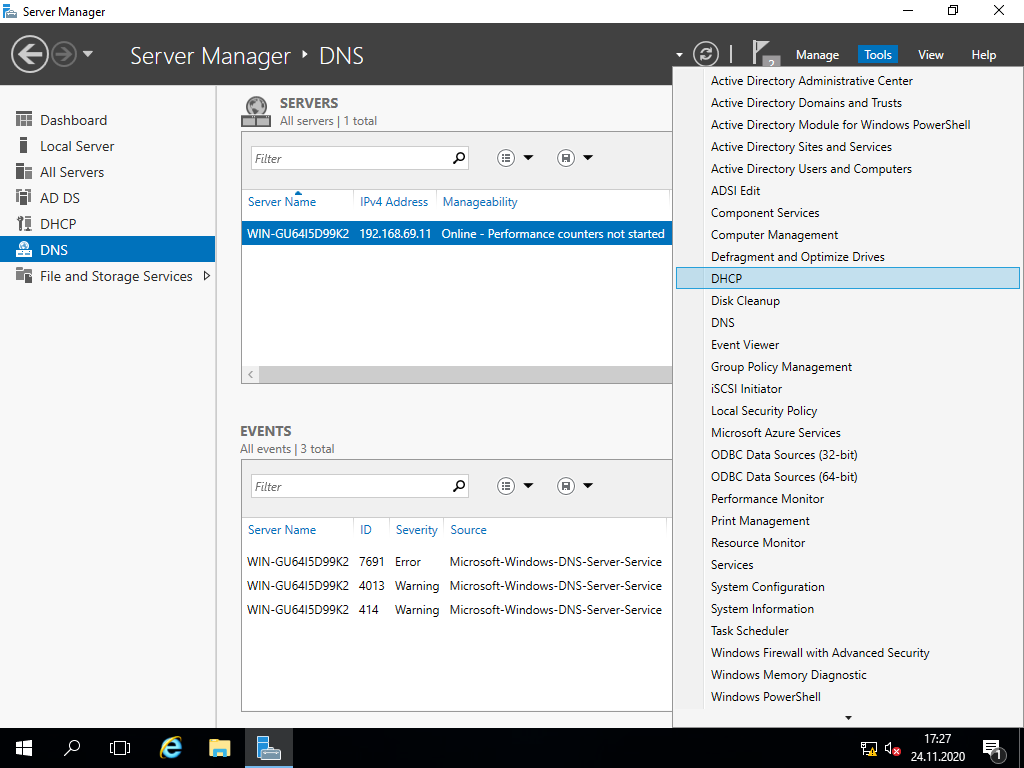 Server Manager
Server Manager ‣ DNS
2
Manage
Tools
View
Help
Dashboard
Local Server
All Servers
AD DS
DHCP
DNS
File and Storage Services
SERVERS
All servers | 1 total
Filter
Server Name IPv4 Address Manageability
WIN-GU64I5D99K2 192.168.69.11 Online - Performance counters not started
EVENTS
All events | 3 total
Filter
Server Name ID Severity Source
WIN-GU64I5D99K2 7691 Error Microsoft-Windows-DNS-Server-Service
WIN-GU64I5D99K2 4013 Warning Microsoft-Windows-DNS-Server-Service
WIN-GU64I5D99K2 414 Warning Microsoft-Windows-DNS-Server-Service
Active Directory Administrative Center
Active Directory Domains and Trusts
Active Directory Module for Windows PowerShell
Active Directory Sites and Services
Active Directory Users and Computers
ADSI Edit
Component Services
Computer Management
Defragment and Optimize Drives
DHCP
Disk Cleanup
DNS
Event Viewer
Group Policy Management
iSCSI Initiator
Local Security Policy
Microsoft Azure Services
ODBC Data Sources (32-bit)
ODBC Data Sources (64-bit)
Performance Monitor
Print Management
Resource Monitor
Services
System Configuration
System Information
Task Scheduler
Windows Firewall with Advanced Security
Windows Memory Diagnostic
Windows PowerShell
17:27
24.11.2020
1